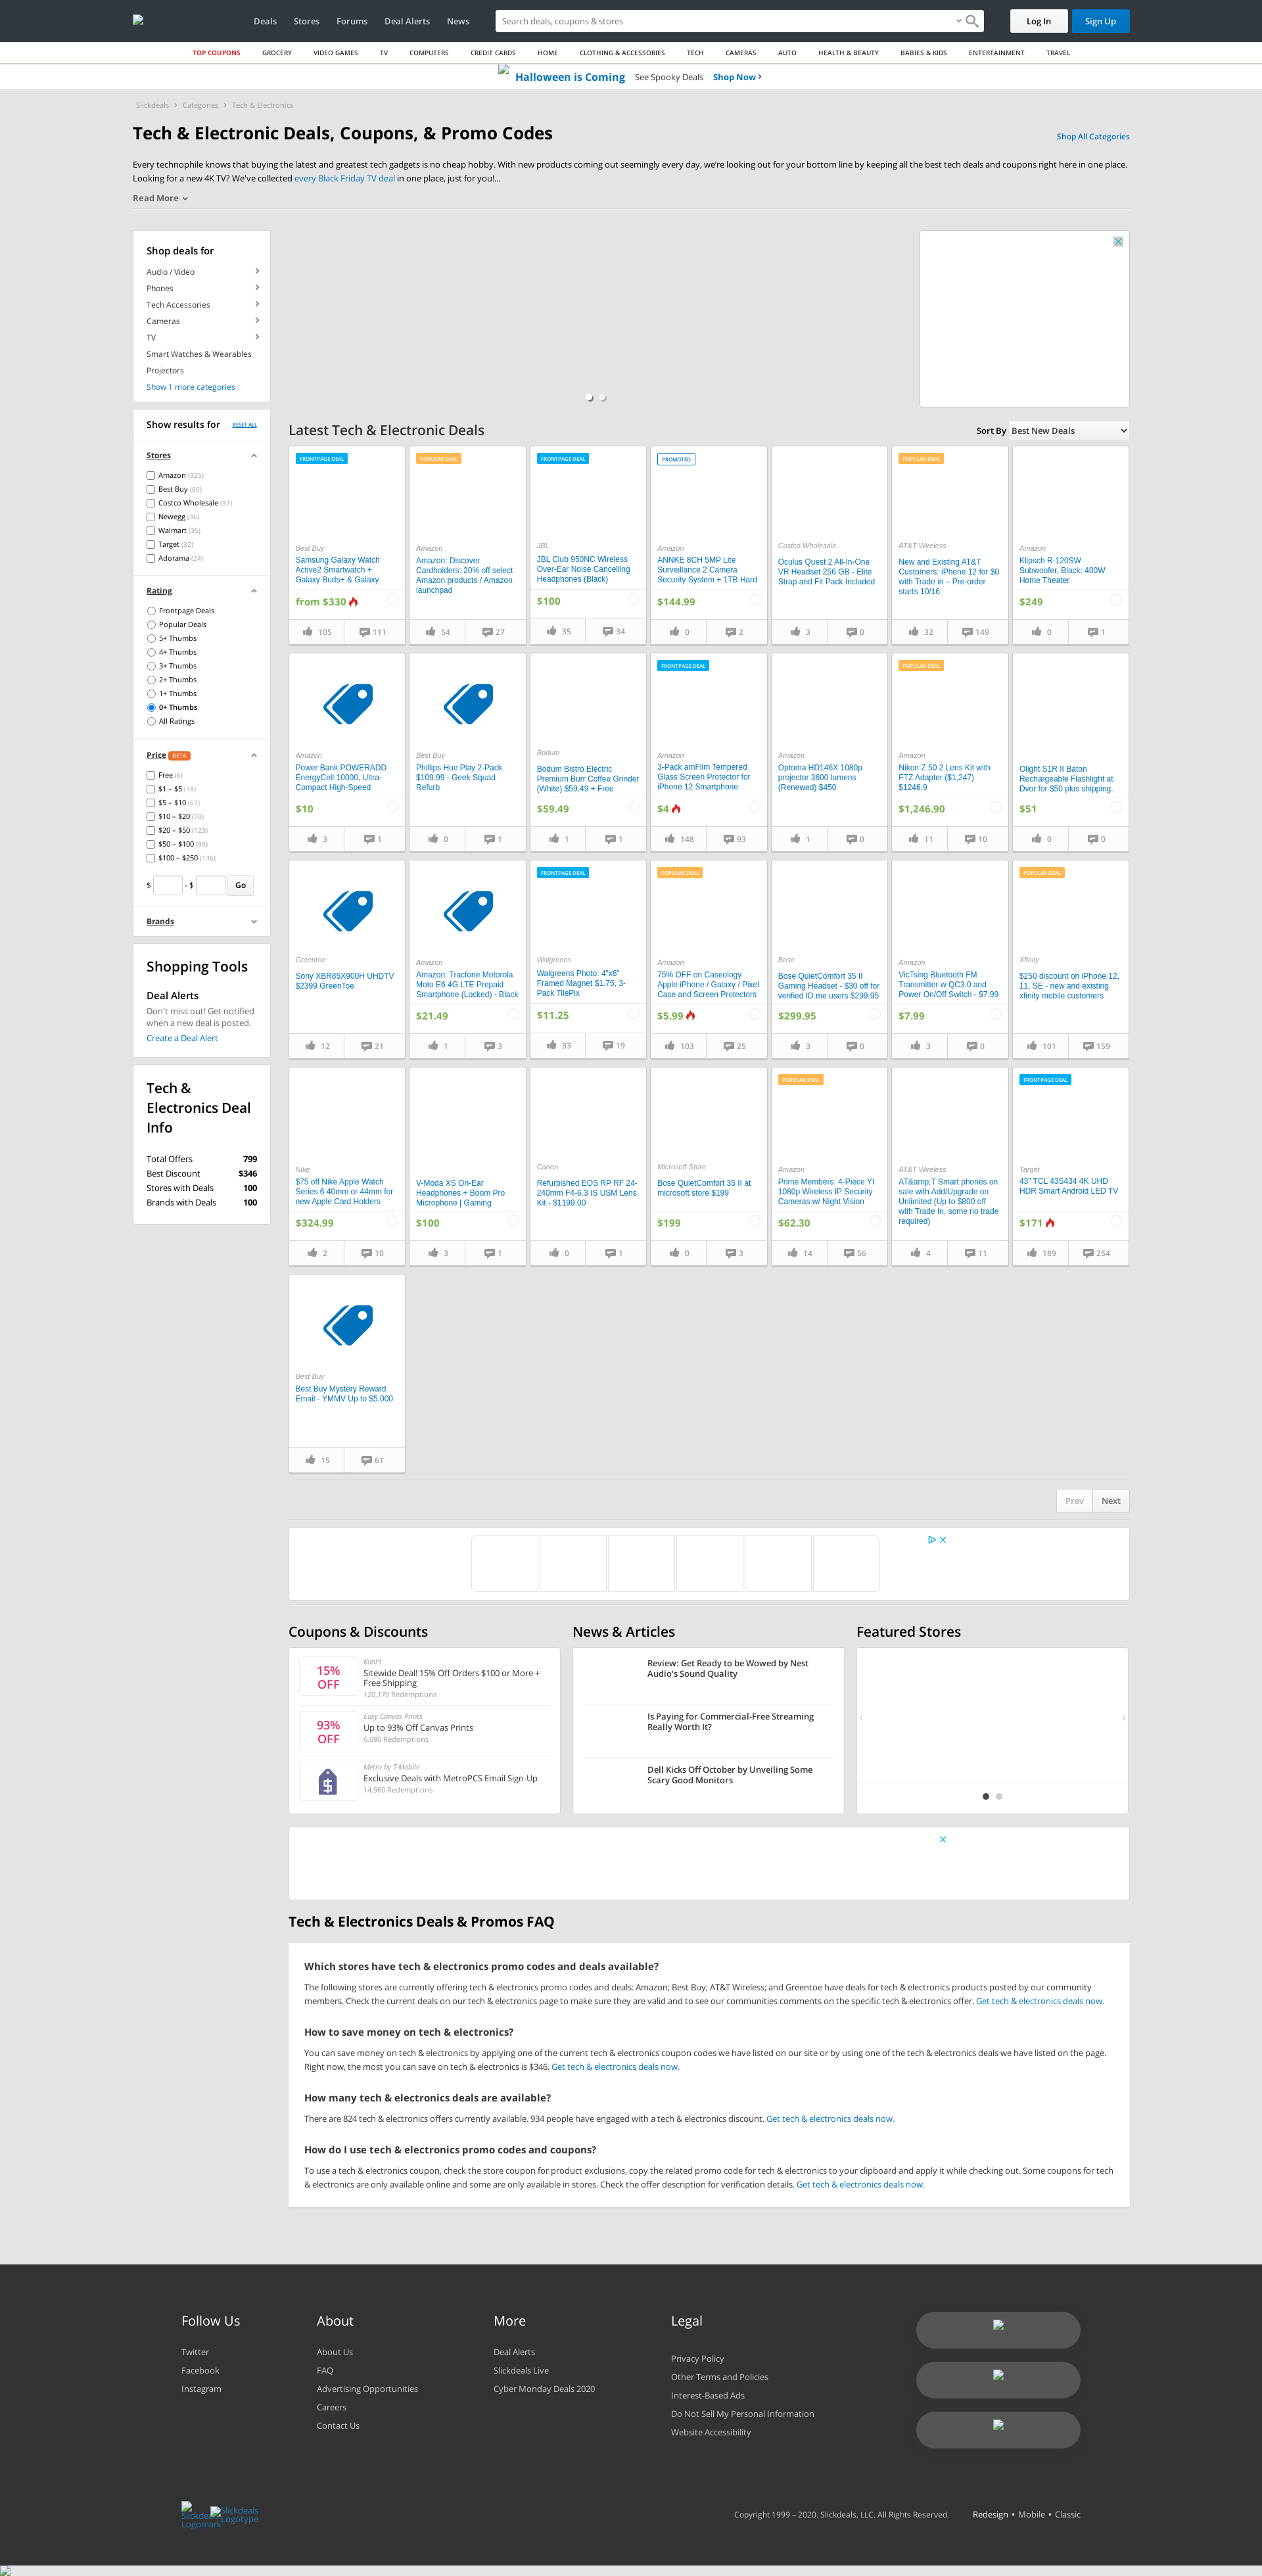 Deals Stores Forums Deal Alerts News
Search deals, coupons & stores
Log In Sign Up
TOP COUPONS GROCERY VIDEO GAMES TV COMPUTERS CREDIT CARDS HOME CLOTHING & ACCESSORIES TECH CAMERAS AUTO HEALTH & BEAUTY BABIES & KIDS ENTERTAINMENT TRAVEL
Halloween is Coming See Spooky Deals Shop Now
Slickdeals Categories Tech & Electronics
Tech & Electronic Deals, Coupons, & Promo Codes
Shop All Categories
Every technophile knows that buying the latest and greatest tech gadgets is no cheap hobby. With new products coming out seemingly every day, we're looking out for your bottom line by keeping all the best tech deals and coupons right here in one place.
Looking for a new 4K TV? We've collected every Black Friday TV deal in one place, just for you!...
Read More
Shop deals for
Audio / Video
Phones
Tech Accessories
Cameras
TV
Smart Watches & Wearables
Projectors
Show 1 more categories
Show results for RESET ALL
Stores
Amazon (325)
Best Buy (60)
Costco Wholesale (37)
Newegg (36)
Walmart (35)
Target (32)
Adorama (24)
Rating
Frontpage Deals
Popular Deals
5+ Thumbs
4+ Thumbs
3+ Thumbs
2+ Thumbs
1+ Thumbs
0+ Thumbs
All Ratings
Price BETA
Free (6)
$1 – $5 (18)
$5 – $10 (57)
$10 – $20 (70)
$20 – $50 (123)
$50 – $100 (90)
$100 – $250 (136)
$ - $ Go
Brands
Shopping Tools
Deal Alerts
Don't miss out! Get notified
when a new deal is posted.
Create a Deal Alert
Tech &
Electronics Deal
Info
Total Offers 799
Best Discount $346
Stores with Deals 100
Brands with Deals 100
Latest Tech & Electronic Deals
Sort By Best New Deals
FRONTPAGE DEAL
Best Buy
Samsung Galaxy Watch
Active2 Smartwatch +
Galaxy Buds+ & Galaxy
from $330
105 111
POPULAR DEAL
Amazon
Amazon: Discover
Cardholders: 20% off select
Amazon products / Amazon
launchpad
54 27
FRONTPAGE DEAL
JBL
JBL Club 950NC Wireless
Over-Ear Noise Cancelling
Headphones (Black)
$100
35 34
PROMOTED
Amazon
ANNKE 8CH 5MP Lite
Surveillance 2 Camera
Security System + 1TB Hard
$144.99
0 2
Costco Wholesale
Oculus Quest 2 All-In-One
VR Headset 256 GB - Elite
Strap and Fit Pack Included
3 0
POPULAR DEAL
AT&T Wireless
New and Existing AT&T
Customers: iPhone 12 for $0
with Trade in – Pre-order
starts 10/16
32 149
Amazon
Klipsch R-120SW
Subwoofer, Black: 400W
Home Theater
$249
0 1
Amazon
Power Bank POWERADD
EnergyCell 10000, Ultra-
Compact High-Speed
$10
3 1
Best Buy
Phillips Hue Play 2-Pack
$109.99 - Geek Squad
Refurb
0 1
Bodum
Bodum Bistro Electric
Premium Burr Coffee Grinder
(White) $59.49 + Free
$59.49
1 1
FRONTPAGE DEAL
Amazon
3-Pack amFilm Tempered
Glass Screen Protector for
iPhone 12 Smartphone
$4
148 93
Amazon
Optoma HD146X 1080p
projector 3600 lumens
(Renewed) $450
1 0
POPULAR DEAL
Amazon
Nikon Z 50 2 Lens Kit with
FTZ Adapter ($1,247)
$1246.9
$1,246.90
11 10
Olight S1R II Baton
Rechargeable Flashlight at
Dvor for $50 plus shipping.
$51
0 0
Greentoe
Sony XBR85X900H UHDTV
$2399 GreenToe
12 21
Amazon
Amazon: Tracfone Motorola
Moto E6 4G LTE Prepaid
Smartphone (Locked) - Black
$21.49
1 3
FRONTPAGE DEAL
Walgreens
Walgreens Photo: 4"x6"
Framed Magnet $1.75, 3-
Pack TilePix
$11.25
33 19
POPULAR DEAL
Amazon
75% OFF on Caseology
Apple iPhone / Galaxy / Pixel
Case and Screen Protectors
$5.99
103 25
Bose
Bose QuietComfort 35 II
Gaming Headset - $30 off for
verified ID.me users $299.95
$299.95
3 0
Amazon
VicTsing Bluetooth FM
Transmitter w QC3.0 and
Power On/Off Switch - $7.99
$7.99
3 0
POPULAR DEAL
Xfinity
$250 discount on iPhone 12,
11, SE - new and existing
xfinity mobile customers
101 159
Nike
$75 off Nike Apple Watch
Series 6 40mm or 44mm for
new Apple Card Holders
$324.99
2 10
V-Moda XS On-Ear
Headphones + Boom Pro
Microphone | Gaming
$100
3 1
Canon
Refurbished EOS RP RF 24-
240mm F4-6.3 IS USM Lens
Kit - $1199.00
0 1
Microsoft Store
Bose QuietComfort 35 II at
microsoft store $199
$199
0 3
POPULAR DEAL
Amazon
Prime Members: 4-Piece YI
1080p Wireless IP Security
Cameras w/ Night Vision
$62.30
14 56
AT&T Wireless
AT&amp;T Smart phones on
sale with Add/Upgrade on
Unlimited (Up to $800 off
with Trade In, some no trade
required)
4 11
FRONTPAGE DEAL
Target
43" TCL 43S434 4K UHD
HDR Smart Android LED TV
$171
189 254
Best Buy
Best Buy Mystery Reward
Email - YMMV Up to $5,000
15 61
Prev Next
Coupons & Discounts
15%
OFF
Kohl's
Sitewide Deal! 15% Off Orders $100 or More +
Free Shipping
120,170 Redemptions
93%
OFF
Easy Canvas Prints
Up to 93% Off Canvas Prints
6,090 Redemptions
Metro by T-Mobile
Exclusive Deals with MetroPCS Email Sign-Up
14,960 Redemptions
News & Articles
Review: Get Ready to be Wowed by Nest
Audio's Sound Quality
Is Paying for Commercial-Free Streaming
Really Worth It?
Dell Kicks Off October by Unveiling Some
Scary Good Monitors
Featured Stores
Tech & Electronics Deals & Promos FAQ
Which stores have tech & electronics promo codes and deals available?
The following stores are currently offering tech & electronics promo codes and deals: Amazon; Best Buy; AT&T Wireless; and Greentoe have deals for tech & electronics products posted by our community
members. Check the current deals on our tech & electronics page to make sure they are valid and to see our communities comments on the specific tech & electronics offer. Get tech & electronics deals now.
How to save money on tech & electronics?
You can save money on tech & electronics by applying one of the current tech & electronics coupon codes we have listed on our site or by using one of the tech & electronics deals we have listed on the page.
Right now, the most you can save on tech & electronics is $346. Get tech & electronics deals now.
How many tech & electronics deals are available?
There are 824 tech & electronics offers currently available. 934 people have engaged with a tech & electronics discount. Get tech & electronics deals now.
How do I use tech & electronics promo codes and coupons?
To use a tech & electronics coupon, check the store coupon for product exclusions, copy the related promo code for tech & electronics to your clipboard and apply it while checking out. Some coupons for tech
& electronics are only available online and some are only available in stores. Check the offer description for verification details. Get tech & electronics deals now.
Follow Us
Twitter
Facebook
Instagram
About
About Us
FAQ
Advertising Opportunities
Careers
Contact Us
More
Deal Alerts
Slickdeals Live
Cyber Monday Deals 2020
Legal
Privacy Policy
Other Terms and Policies
Interest-Based Ads
Do Not Sell My Personal Information
Website Accessibility
Slickdeals
Logomark
Slickdeals
Logotype
Copyright 1999 – 2020. Slickdeals, LLC. All Rights Reserved. Redesign • Mobile • Classic